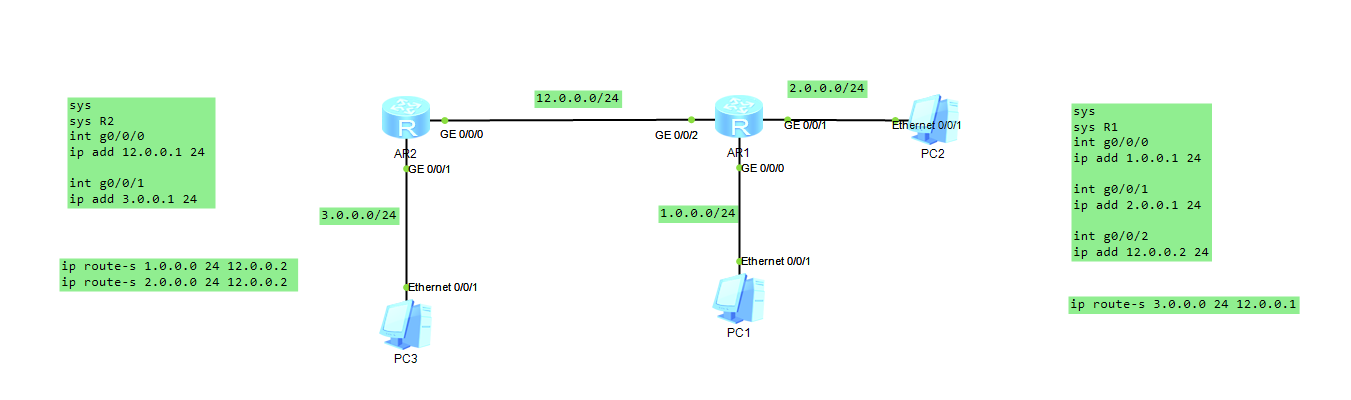 sys
sys R2
int g0/0/0
ip add 12.0.0.1 24
int g0/0/1
ip add 3.0.0.1 24
ip route-s 1.0.0.0 24 12.0.0.2
ip route-s 2.0.0.0 24 12.0.0.2
12.0.0.0/24
2.0.0.0/24
R
GE 0/0/0
AR2
GE 0/0/1
GE 0/0/2
R
GE 0/0/1
AR1
GE 0/0/0
Ethernet 0/0/1
PC2
3.0.0.0/24
1.0.0.0/24
Ethernet 0/0/1
PC3
Ethernet 0/0/1
PC1
sys
sys R1
int g0/0/0
ip add 1.0.0.1 24
int g0/0/1
ip add 2.0.0.1 24
int g0/0/2
ip add 12.0.0.2 24
ip route-s 3.0.0.0 24 12.0.0.1